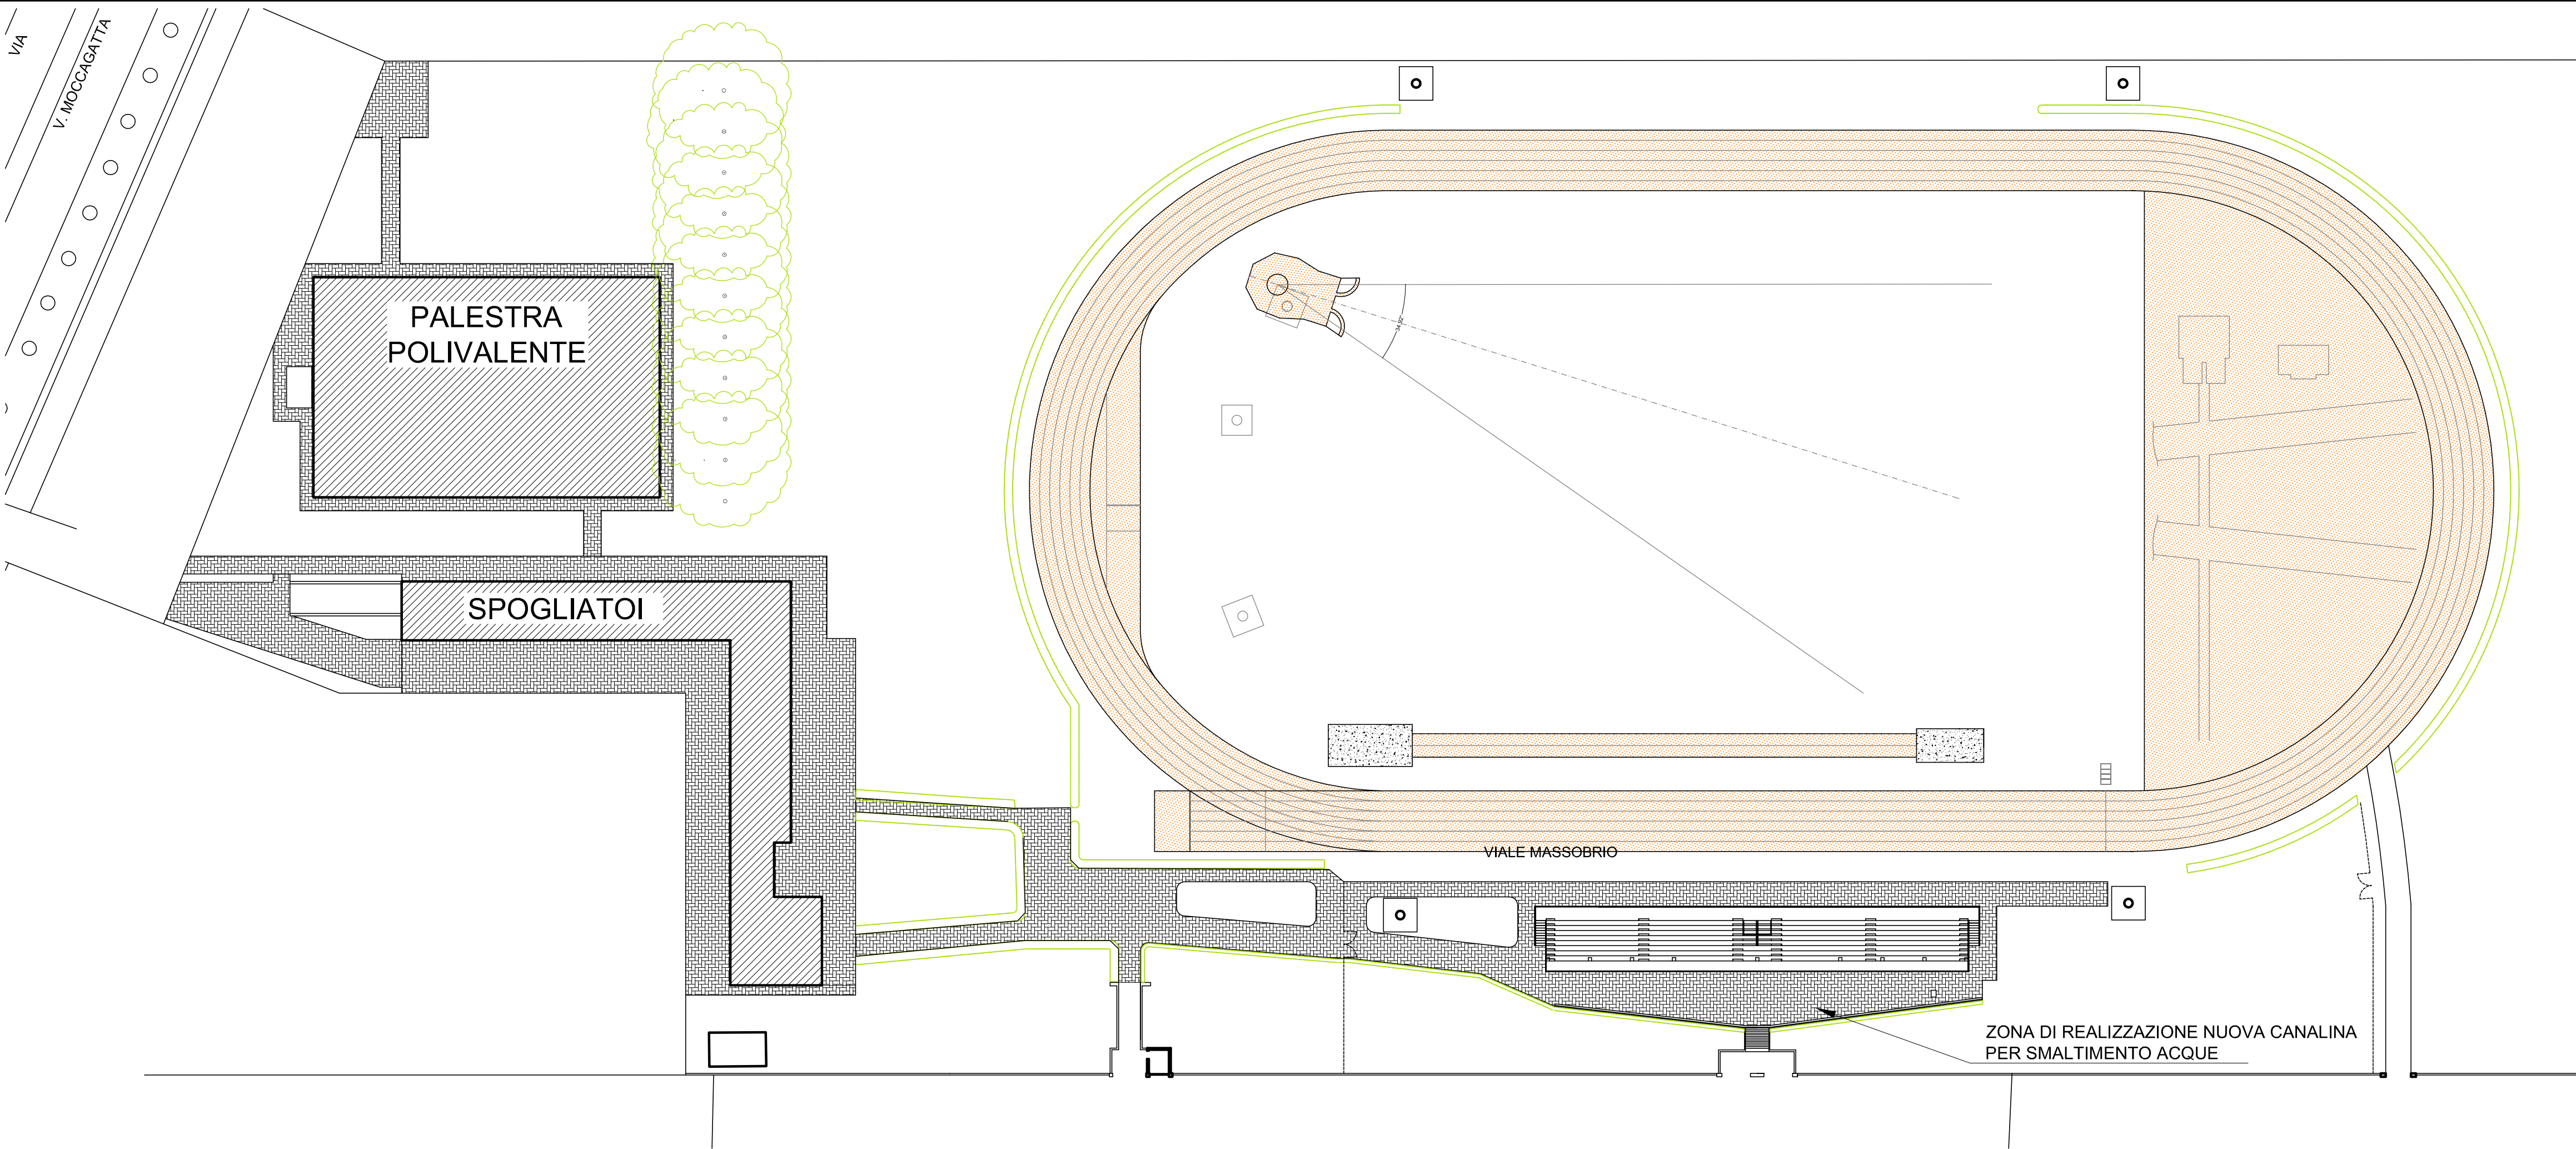 VIA
V. MOCCAGATTA
PALESTRA
POLIVALENTE
SPOGLIATOI
VIALE MASSOBRIO
ZONA DI REALIZZAZIONE NUOVA CANALINA
PER SMALTIMENTO ACQUE